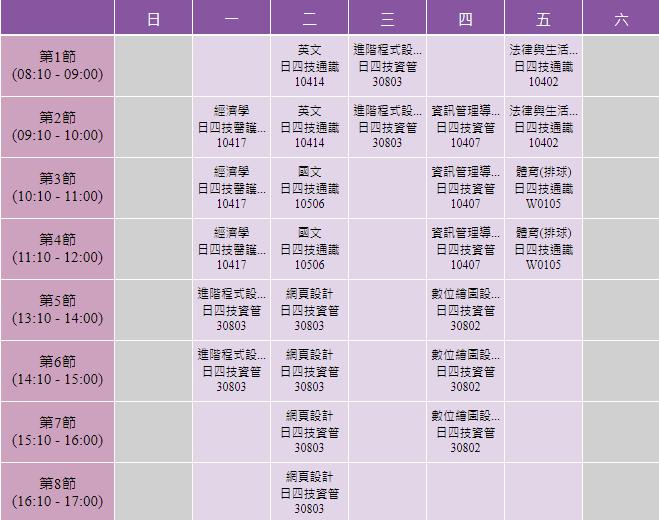 日 一 二 三 四 五 六
第1節
(08:10 - 09:00)
英文
日四技通識
10414
進階程式設...
日四技資管
30803
法律與生活...
日四技通識
10402
第2節
(09:10 - 10:00)
經濟學
日四技醫護...
10417
英文
日四技通識
10414
進階程式設...
日四技資管
30803
資訊管理導...
日四技資管
10407
法律與生活...
日四技通識
10402
第3節
(10:10 - 11:00)
經濟學
日四技醫護...
10417
國文
日四技通識
10506
資訊管理導...
日四技資管
10407
體育(排球)
日四技通識
W0105
第4節
(11:10 - 12:00)
經濟學
日四技醫護...
10417
國文
日四技通識
10506
資訊管理導...
日四技資管
10407
體育(排球)
日四技通識
W0105
第5節
(13:10 - 14:00)
進階程式設...
日四技資管
30803
網頁設計
日四技資管
30803
數位繪圖設...
日四技資管
30802
第6節
(14:10 - 15:00)
進階程式設...
日四技資管
30803
網頁設計
日四技資管
30803
數位繪圖設...
日四技資管
30802
第7節
(15:10 - 16:00)
網頁設計
日四技資管
30803
數位繪圖設...
日四技資管
30802
第8節
(16:10 - 17:00)
網頁設計
日四技資管
30803